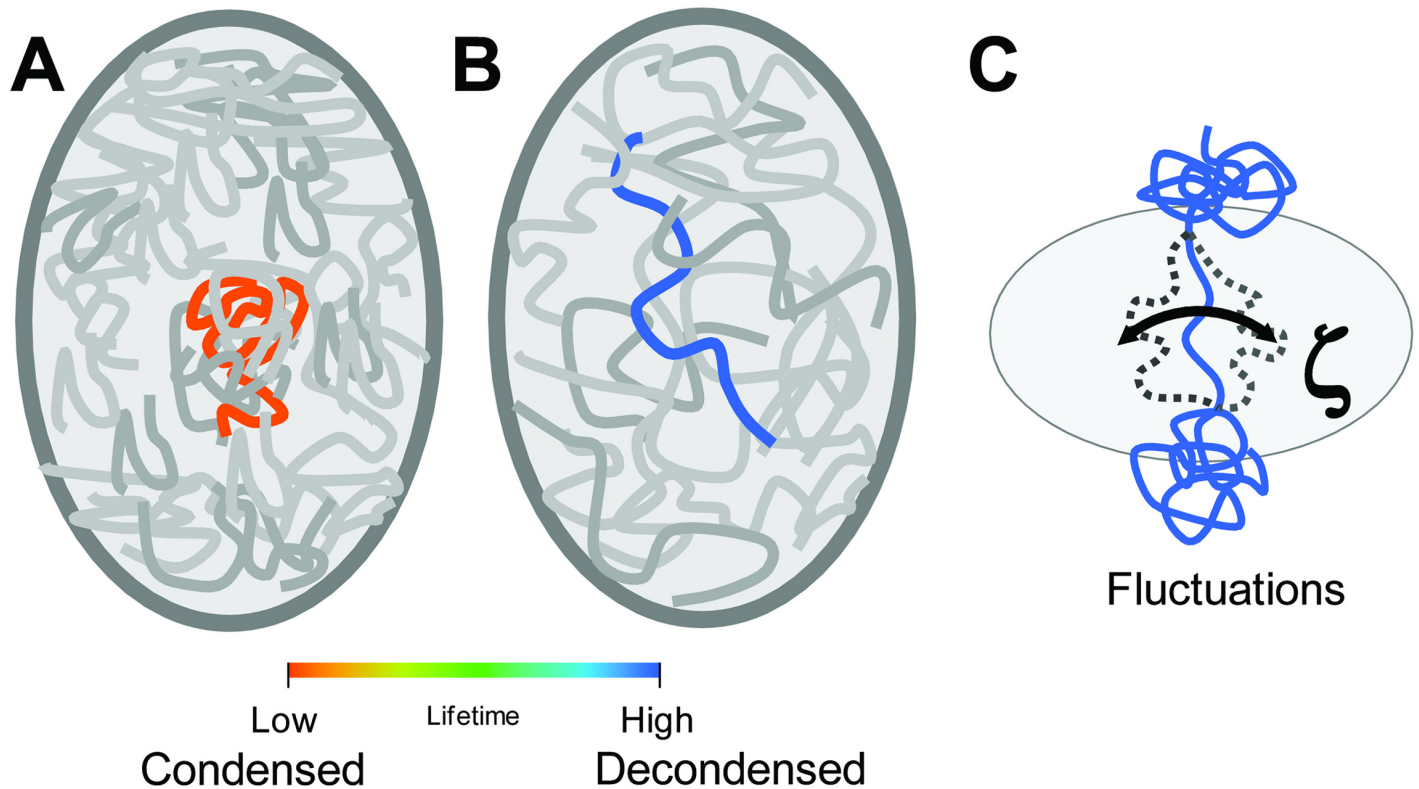 A
B
C
ζ
Fluctuations
Low
Lifetime
High
Condensed
Decondensed